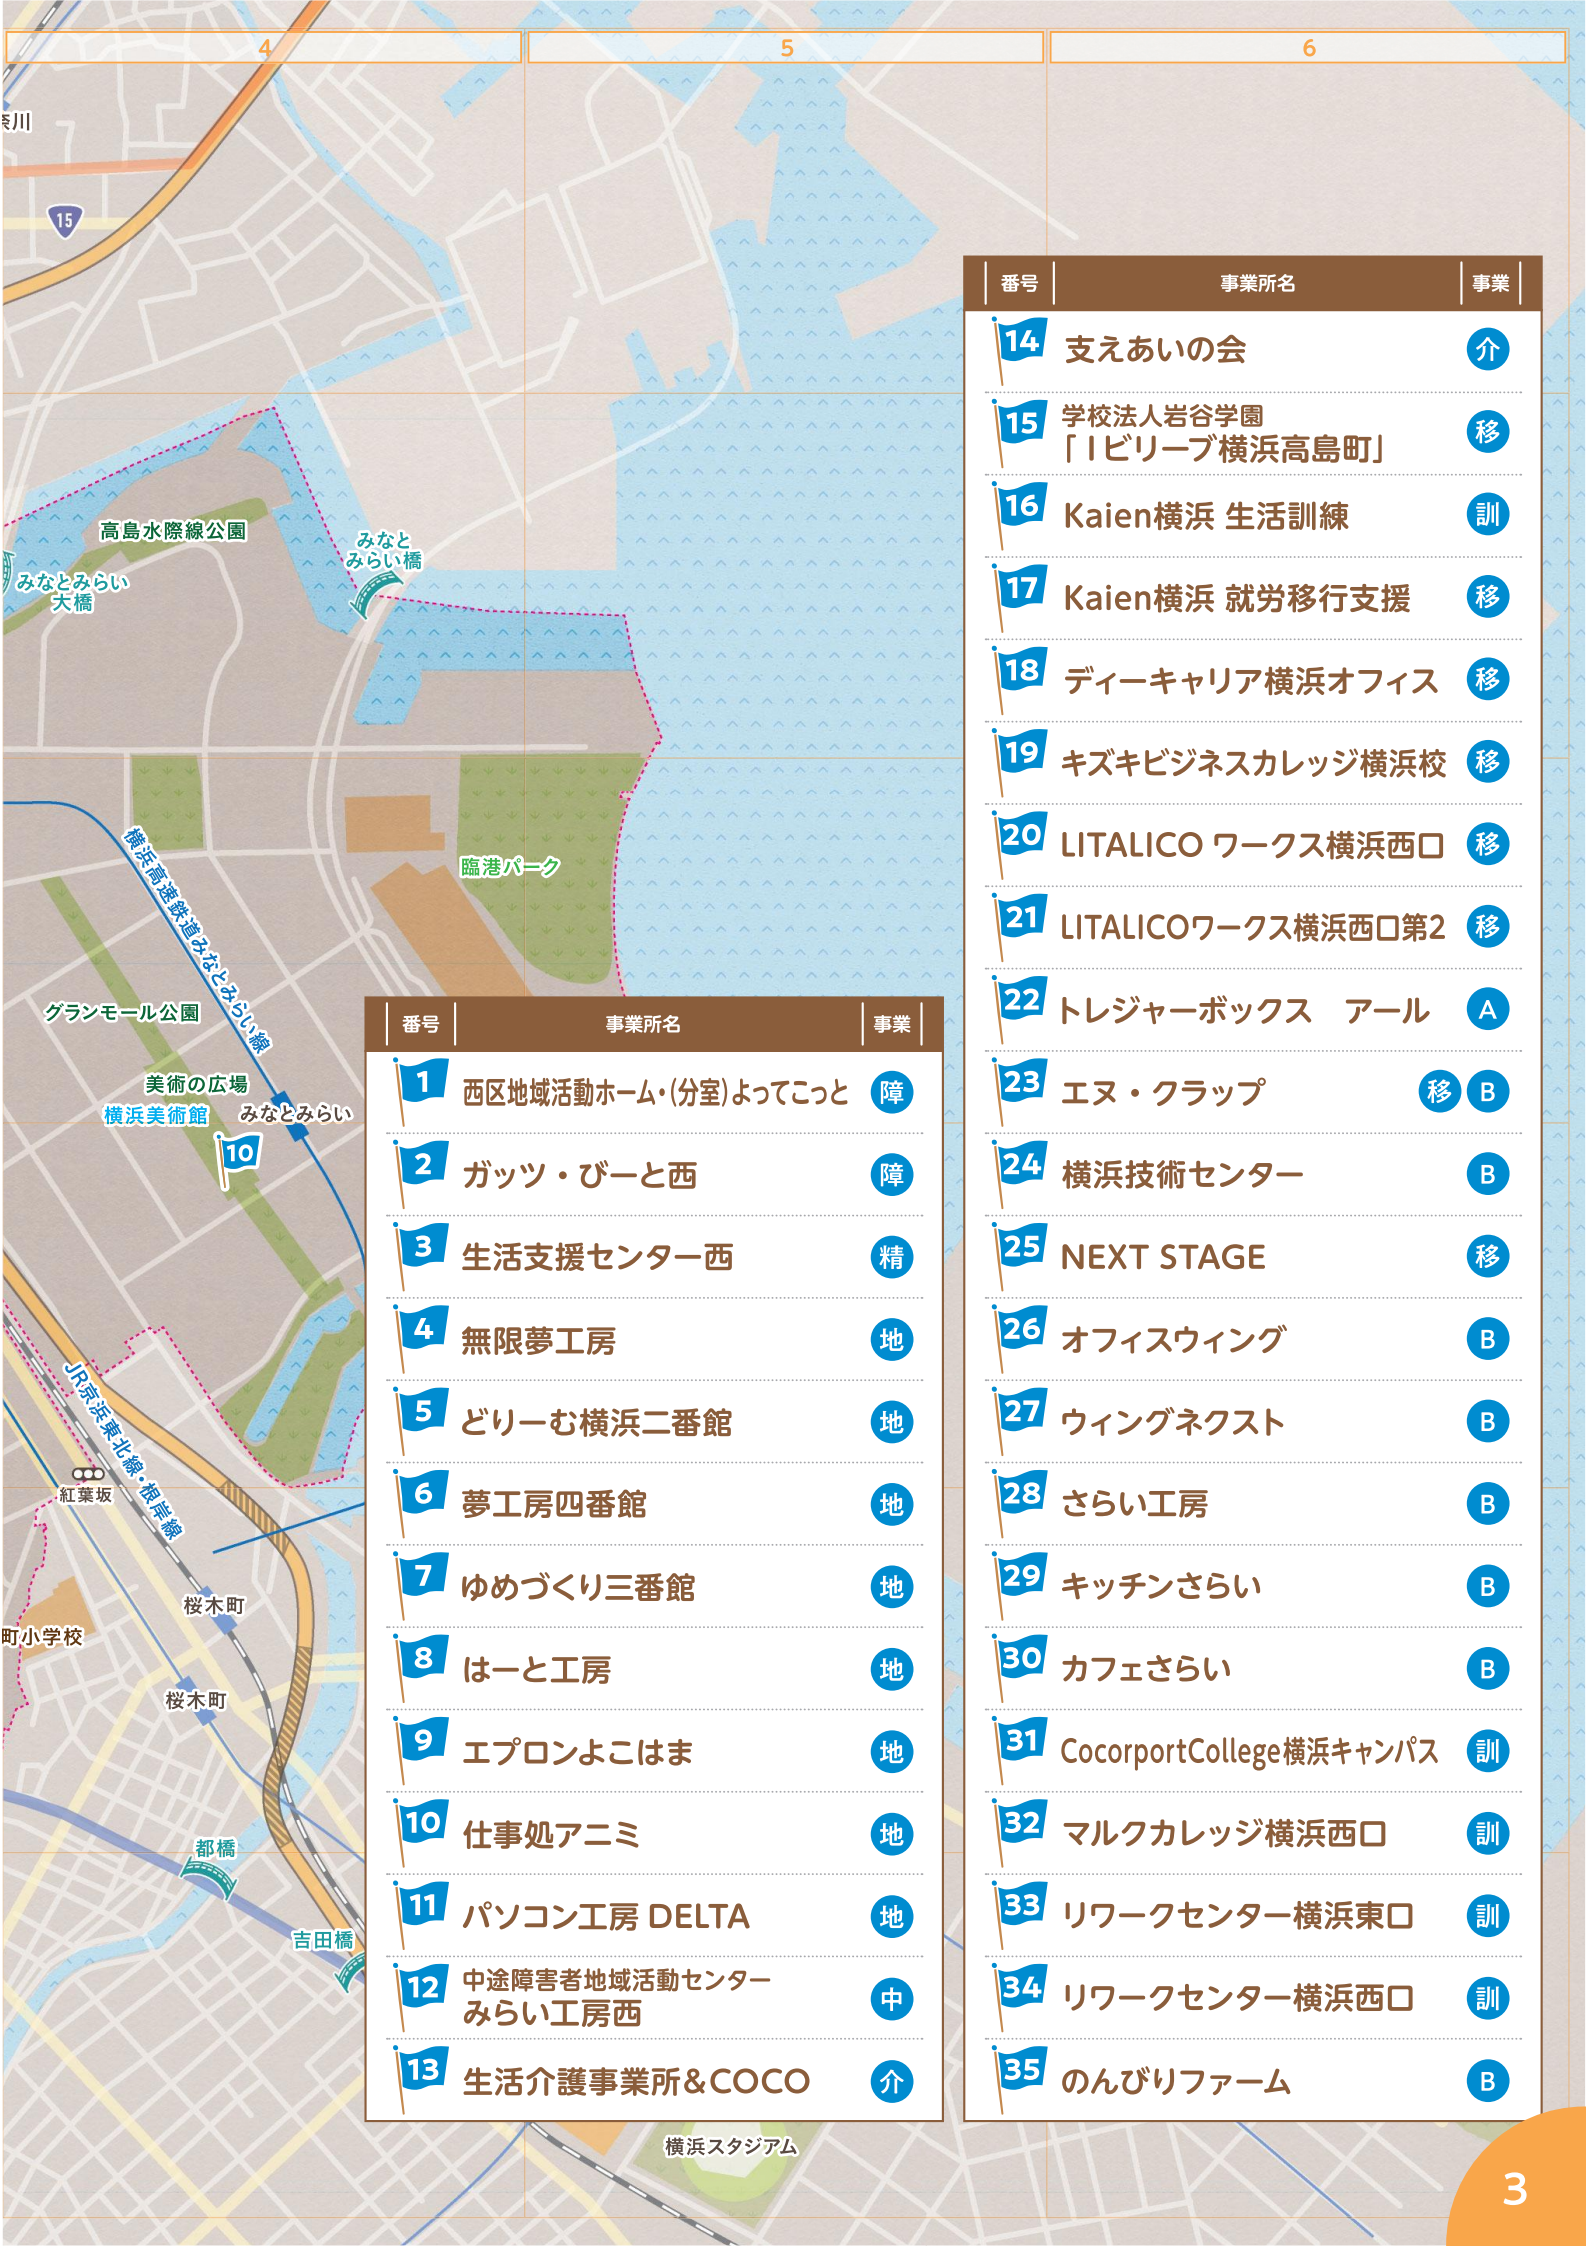 4
5
6
奈川
15
高島水際線公園
みなと
みらい橋
みなとみらい
大橋
臨港パーク
横浜高速鉄道みなとみらい線
グランモール公園
美術の広場
横浜美術館
みなとみらい
10
JR京浜東北線・根岸線
紅葉坂
桜木町
町小学校
桜木町
都橋
吉田橋
横浜スタジアム
番号 事業所名 事業
1 西区地域活動ホーム・(分室)よってこっと 障
2 ガッツ・びーと西 障
3 生活支援センター西 精
4 無限夢工房 地
5 どりーむ横浜二番館 地
6 夢工房四番館 地
7 ゆめづくり三番館 地
8 はーと工房 地
9 エプロンよこはま 地
10 仕事処アニミ 地
11 パソコン工房 DELTA 地
12 中途障害者地域活動センター
みらい工房西 中
13 生活介護事業所&COCO 介
番号 事業所名 事業
14 支えあいの会 介
15 学校法人岩谷学園
「Iビリーブ横浜高島町」 移
16 Kaien横浜 生活訓練 訓
17 Kaien横浜 就労移行支援 移
18 ディーキャリア横浜オフィス 移
19 キズキビジネスカレッジ横浜校 移
20 LITALICO ワークス横浜西口 移
21 LITALICOワークス横浜西口第2 移
22 トレジャーボックス　アール A
23 エヌ・クラップ 移 B
24 横浜技術センター B
25 NEXT STAGE 移
26 オフィスウィング B
27 ウィングネクスト B
28 さらい工房 B
29 キッチンさらい B
30 カフェさらい B
31 CocorportCollege横浜キャンパス 訓
32 マルクカレッジ横浜西口 訓
33 リワークセンター横浜東口 訓
34 リワークセンター横浜西口 訓
35 のんびりファーム B
3